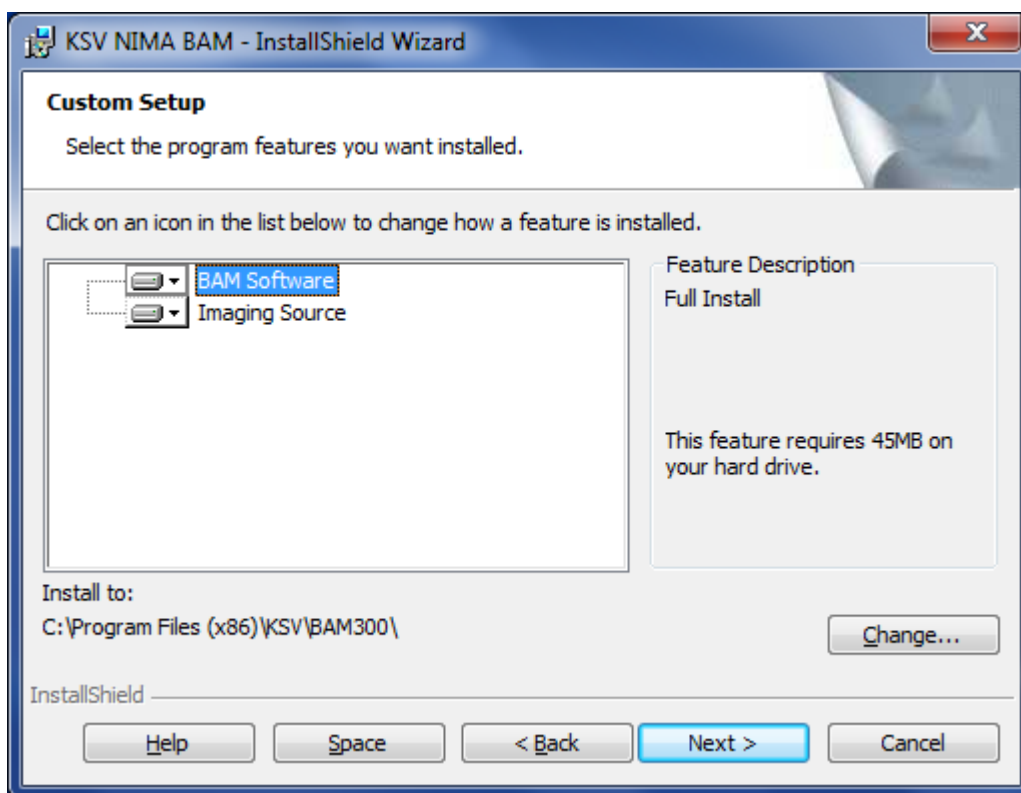 KSV NIMA BAM - InstallShield Wizard
Custom Setup
Select the program features you want installed.
Click on an icon in the list below to change how a feature is installed.
BAM Software
Imaging Source
Feature Description
Full Install
This feature requires 45MB on
your hard drive.
Install to:
C:\Program Files (x86)\KSV\BAM300\
Change...
InstallShield
Help
Space
< Back
Next >
Cancel